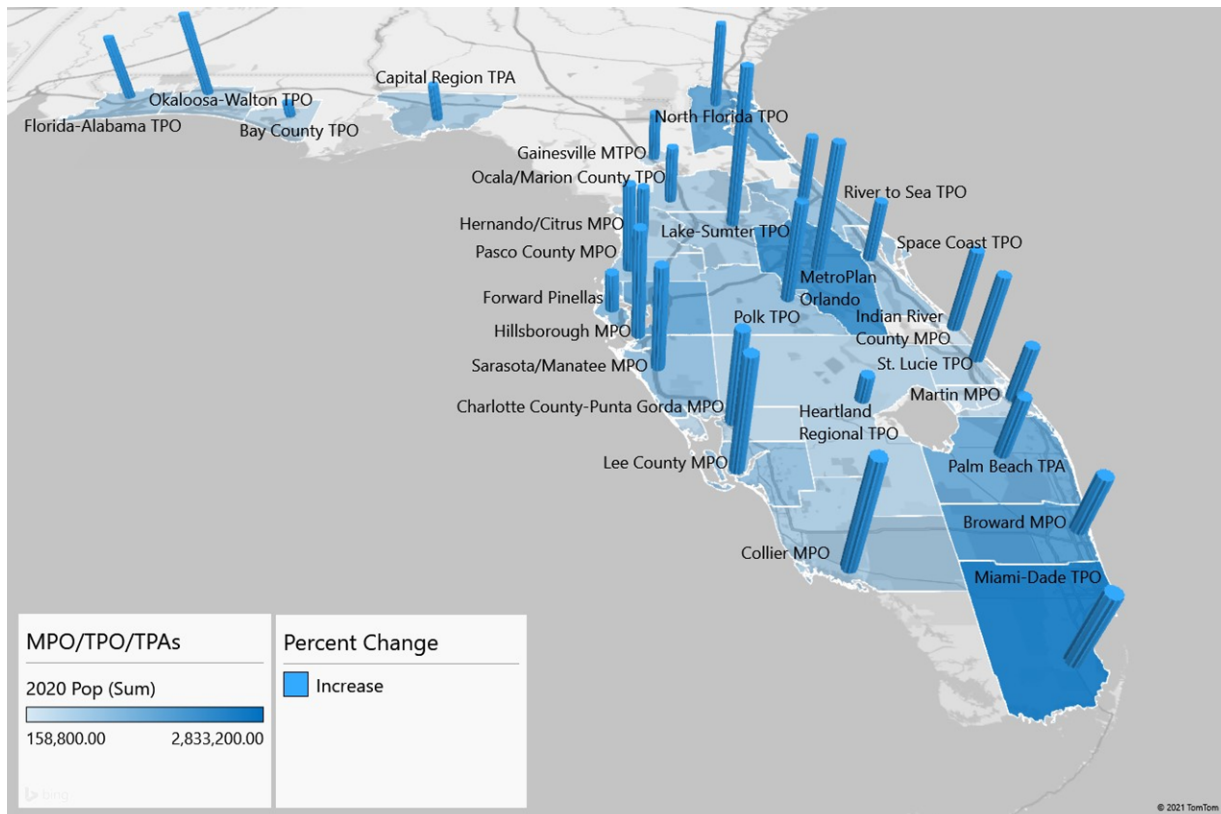 Capital Region TPA
Okaloosa-Walton TPO
Florida-Alabama TPO
Bay County TPO
North Florida TPO
Gainesville MTPO
Ocala/Marion County TPO
River to Sea TPO
Hernando/Citrus MPO
Lake-Sumter TPO
Space Coast TPO
Pasco County MPO
MetroPlan
Orlando
Forward Pinellas
Polk TPO
Indian River
County MPO
Hillsborough MPO
St. Lucie TPO
Sarasota/Manatee MPO
Martin MPO
Charlotte County-Punta Gorda MPO
Heartland
Regional TPO
Lee County MPO
Palm Beach TPA
Broward MPO
Collier MPO
Miami-Dade TPO
MPO/TPO/TPAs
2020 Pop (Sum)
158,800.00 2,833,200.00
bing
Percent Change
Increase
© 2021 TomTom